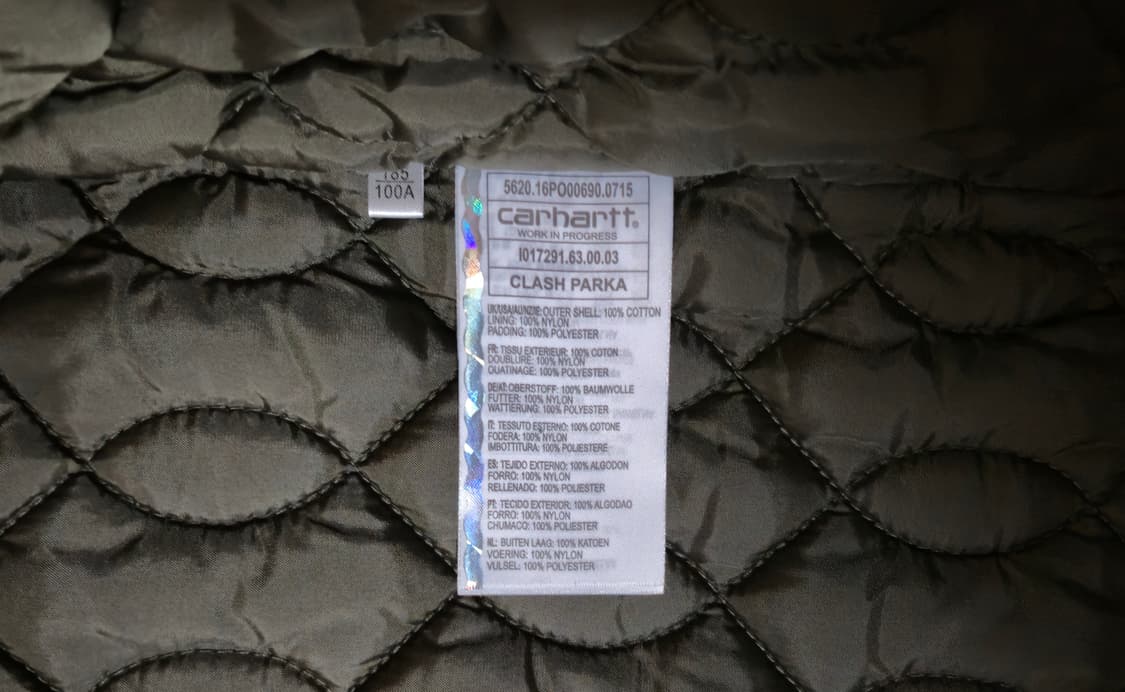 165
100A
5620.16PO00690.0715
carhartt.
WORK IN PROGRESS
I017291.63.00.03
CLASH PARKA
UK/USA/AU/NZ/IE: OUTER SHELL: 100% COTTON
LINING: 100% NYLON
PADDING: 100% POLYESTER
FR: TISSU EXTERIEUR: 100% COTON
DOUBLURE: 100% NYLON
OUATINAGE: 100% POLYESTER
DE/AT: OBERSTOFF: 100% BAUMWOLLE
FUTTER: 100% NYLON
WATTIERUNG: 100% POLYESTER
IT: TESSUTO ESTERNO: 100% COTONE
FODERA: 100% NYLON
IMBOTTITURA: 100% POLIESTERE
ES: TEJIDO EXTERNO: 100% ALGODON
FORRO: 100% NYLON
RELLENADO: 100% POLIESTER
PT: TECIDO EXTERIOR: 100% ALGODAO
FORRO: 100% NYLON
CHUMACO: 100% POLIESTER
NL: BUITEN LAAG: 100% KATOEN
VOERING: 100% NYLON
VULSEL: 100% POLYESTER